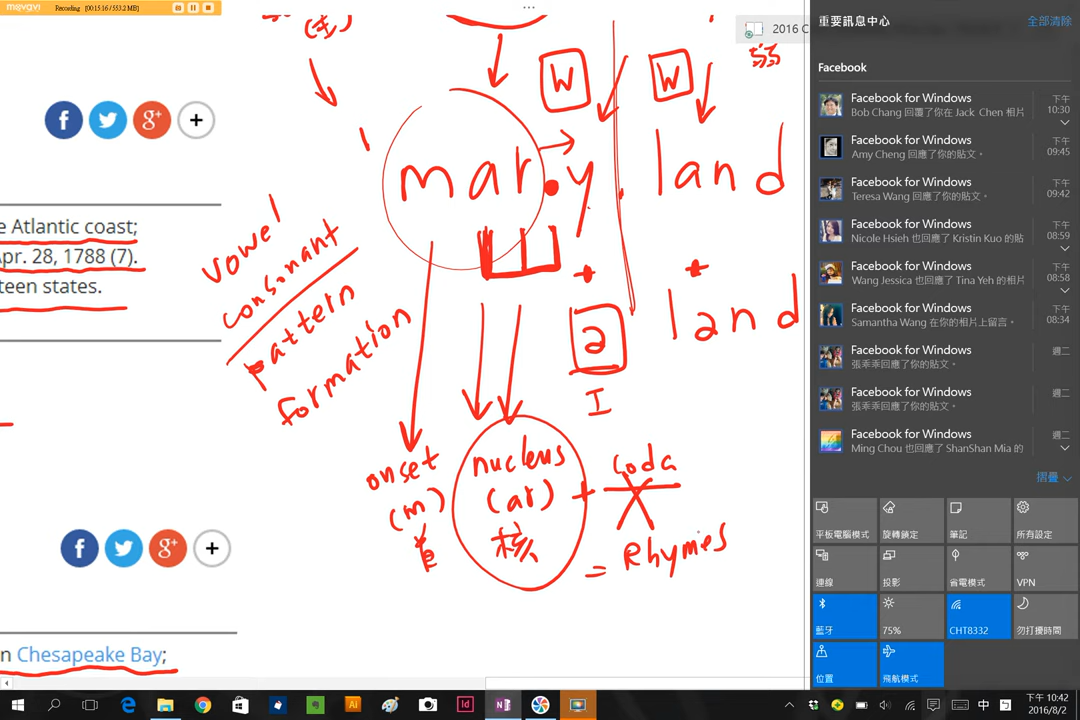 movavi
Recording [00:15:16 / 553.2 MB]
2016 C
弱
W
W
mar.y.land
land
a
I
vowel
consonant
pattern
formation
onset
(m)
首
nucleus
(ar)
核
+
coda
= Rhymes
e Atlantic coast;
Apr. 28, 1788 (7).
teen states.
n Chesapeake Bay;
重要訊息中心
全部清除
Facebook
Facebook for Windows
下午 10:30
Bob Chang 回覆了你在 Jack Chen 相片
Facebook for Windows
下午 09:45
Amy Cheng 回應了你的貼文。
Facebook for Windows
下午 09:42
Teresa Wang 回應了你的貼文。
Facebook for Windows
下午 08:59
Nicole Hsieh 也回應了 Kristin Kuo 的貼
Facebook for Windows
下午 08:58
Wang Jessica 也回應了 Tina Yeh 的相片
Facebook for Windows
下午 08:34
Samantha Wang 在你的相片上留言。
Facebook for Windows
週二
張乖乖回應了你的貼文。
Facebook for Windows
週二
張乖乖回應了你的貼文。
Facebook for Windows
週二
Ming Chou 也回應了 ShanShan Mia 的
摺疊
平板電腦模式
旋轉鎖定
筆記
所有設定
連線
投影
省電模式
VPN
藍牙
75%
CHT8332
勿打擾時間
位置
飛航模式
中
下午 10:42
2016/8/2